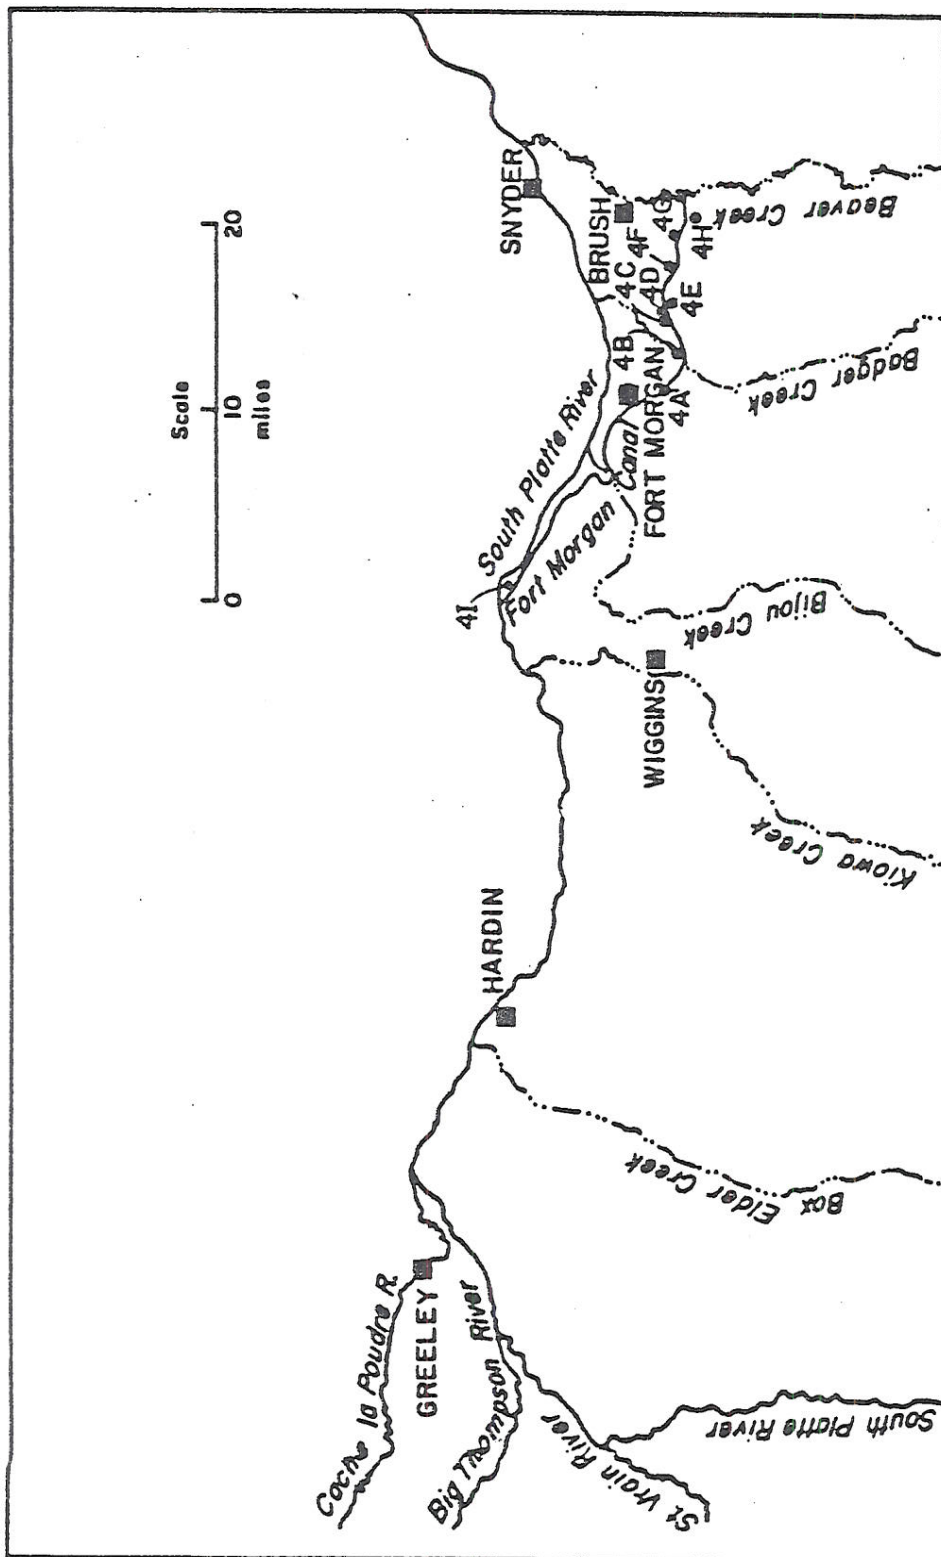 Scale
0 10 20
miles
Cache la Poudre R.
GREELEY
Big Thompson River
St. Vrain River
South Platte River
Box Elder Creek
HARDIN
Kiowa Creek
WIGGINS
Bijou Creek
4I
South Platte River
Fort Morgan Canal
FORT MORGAN
4A
4B
Badger Creek
4C
4D
4E
4F
BRUSH
4G
4H
Beaver Creek
SNYDER